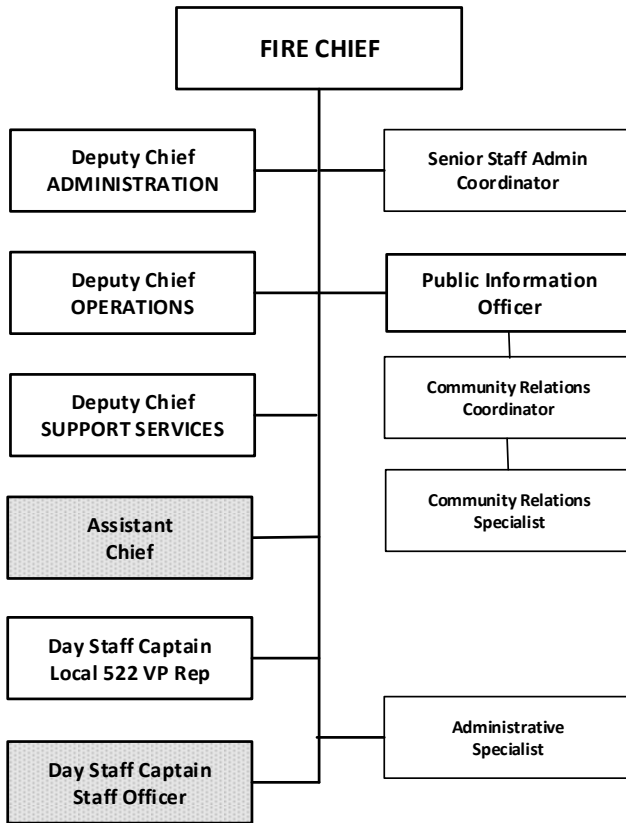 FIRE CHIEF
Deputy Chief
ADMINISTRATION
Senior Staff Admin
Coordinator
Deputy Chief
OPERATIONS
Public Information
Officer
Deputy Chief
SUPPORT SERVICES
Community Relations
Coordinator
Assistant
Chief
Community Relations
Specialist
Day Staff Captain
Local 522 VP Rep
Day Staff Captain
Staff Officer
Administrative
Specialist